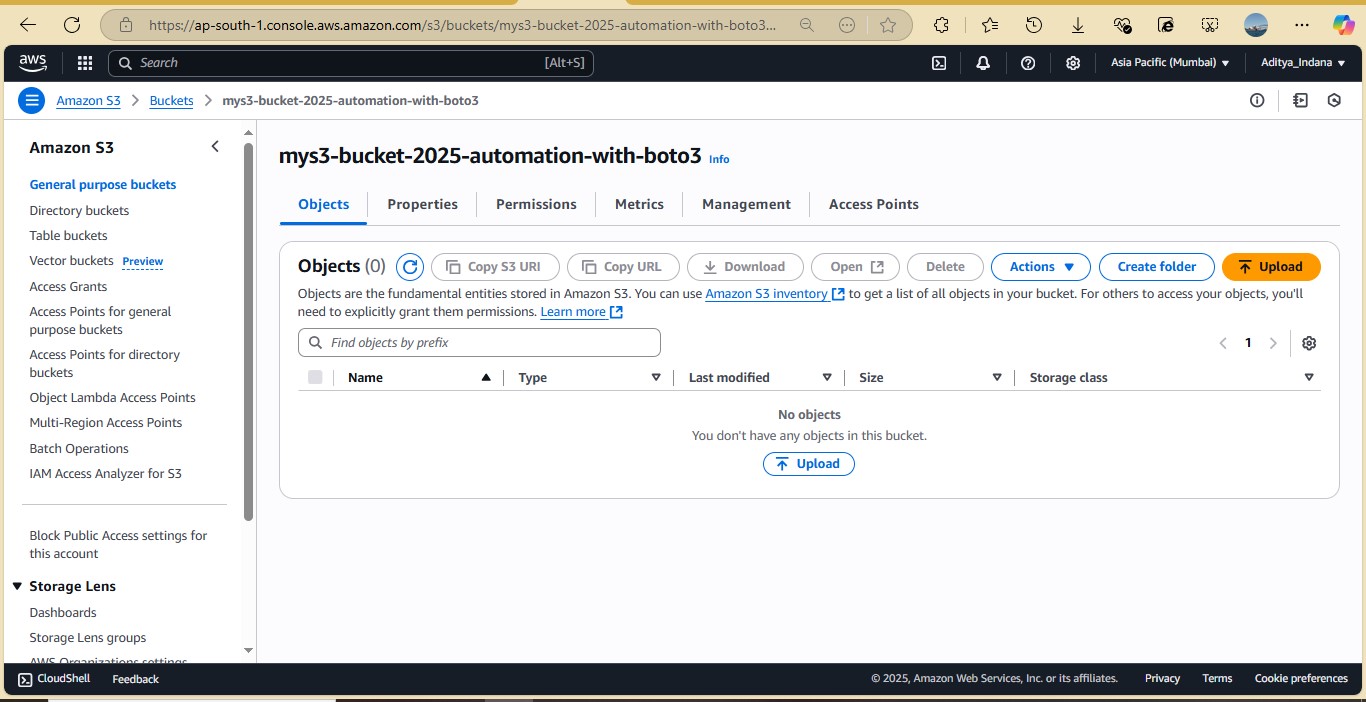 https://ap-south-1.console.aws.amazon.com/s3/buckets/mys3-bucket-2025-automation-with-boto3...
aws
Search [Alt+S]
Asia Pacific (Mumbai)
Aditya_Indana
Amazon S3 > Buckets > mys3-bucket-2025-automation-with-boto3
Amazon S3
General purpose buckets
Directory buckets
Table buckets
Vector buckets Preview
Access Grants
Access Points for general
purpose buckets
Access Points for directory
buckets
Object Lambda Access Points
Multi-Region Access Points
Batch Operations
IAM Access Analyzer for S3
Block Public Access settings for
this account
Storage Lens
Dashboards
Storage Lens groups
AWS Organizations settings
mys3-bucket-2025-automation-with-boto3 Info
Objects Properties Permissions Metrics Management Access Points
Objects (0) Copy S3 URI Copy URL Download Open Delete Actions Create folder Upload
Objects are the fundamental entities stored in Amazon S3. You can use Amazon S3 inventory to get a list of all objects in your bucket. For others to access your objects, you'll
need to explicitly grant them permissions. Learn more
Find objects by prefix
1
Name Type Last modified Size Storage class
No objects
You don't have any objects in this bucket.
Upload
CloudShell Feedback © 2025, Amazon Web Services, Inc. or its affiliates. Privacy Terms Cookie preferences